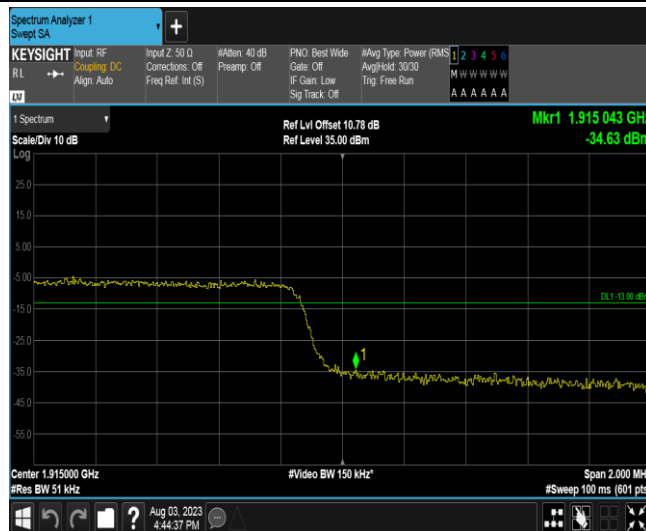 Spectrum Analyzer 1
Swept SA
KEYSIGHT
RL
Input: RF
Coupling: DC
Align: Auto
Input Z: 50 Ω
Corrections: Off
Freq Ref: Int (S)
#Atten: 40 dB
Preamp: Off
PNO: Best Wide
Gate: Off
IF Gain: Low
Sig Track: Off
#Avg Type: Power (RMS
Avg|Hold: 30/30
Trig: Free Run
1 2 3 4 5 6
M W W W W W
A A A A A A
1 Spectrum
Scale/Div 10 dB
Ref Lvl Offset 10.78 dB
Ref Level 35.00 dBm
Mkr1 1.915 043 GHz
-34.63 dBm
Log
25.0
15.0
5.00
-5.00
-15.0
-25.0
-35.0
-45.0
-55.0
DL1 -13.00 dBm
1
Center 1.915000 GHz
#Res BW 51 kHz
#Video BW 150 kHz*
Span 2.000 MH
#Sweep 100 ms (601 pts
Aug 03, 2023
4:44:37 PM